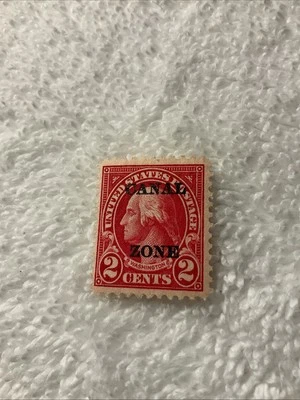 UNITED STATES POSTAGE
CANAL
ZONE
WASHINGTON
2 CENTS 2